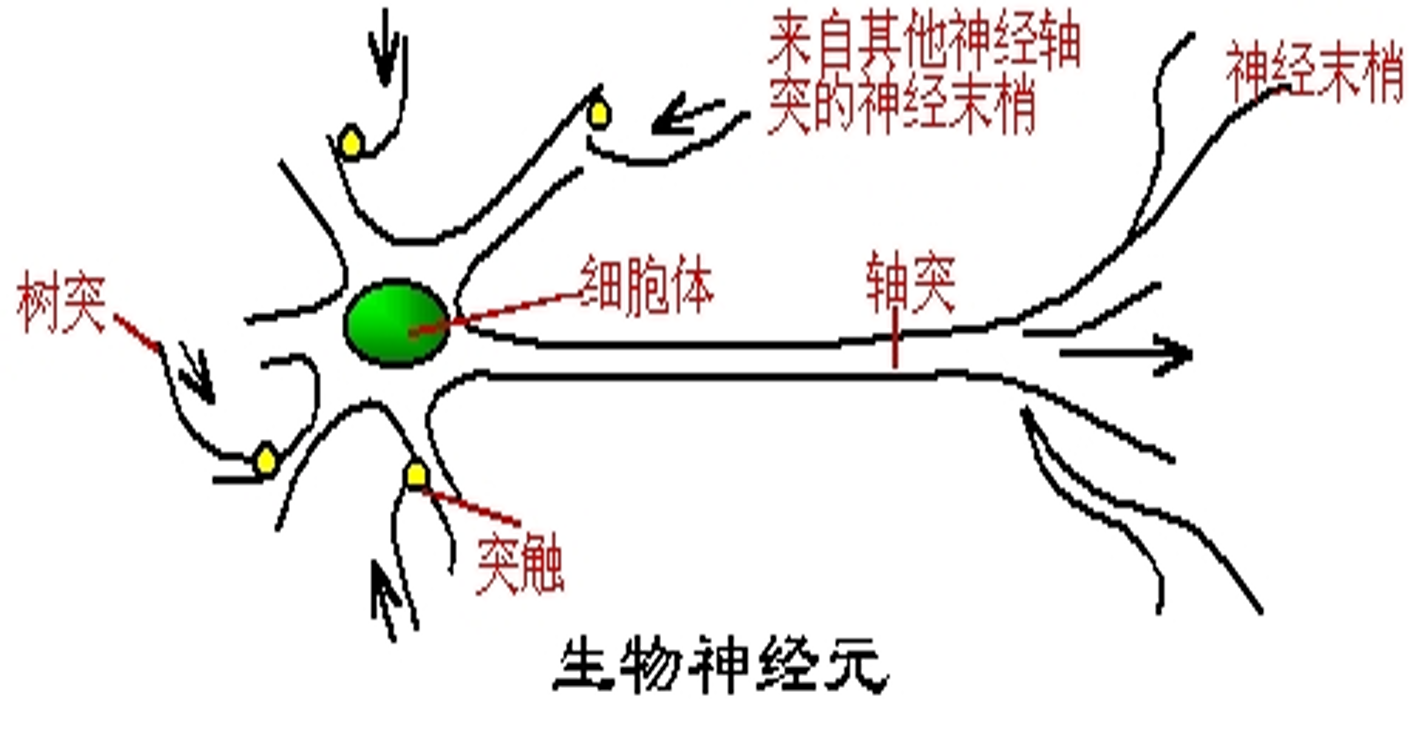 来自其他神经轴
突的神经末梢
神经末梢
树突
细胞体
轴突
突触
生物神经元